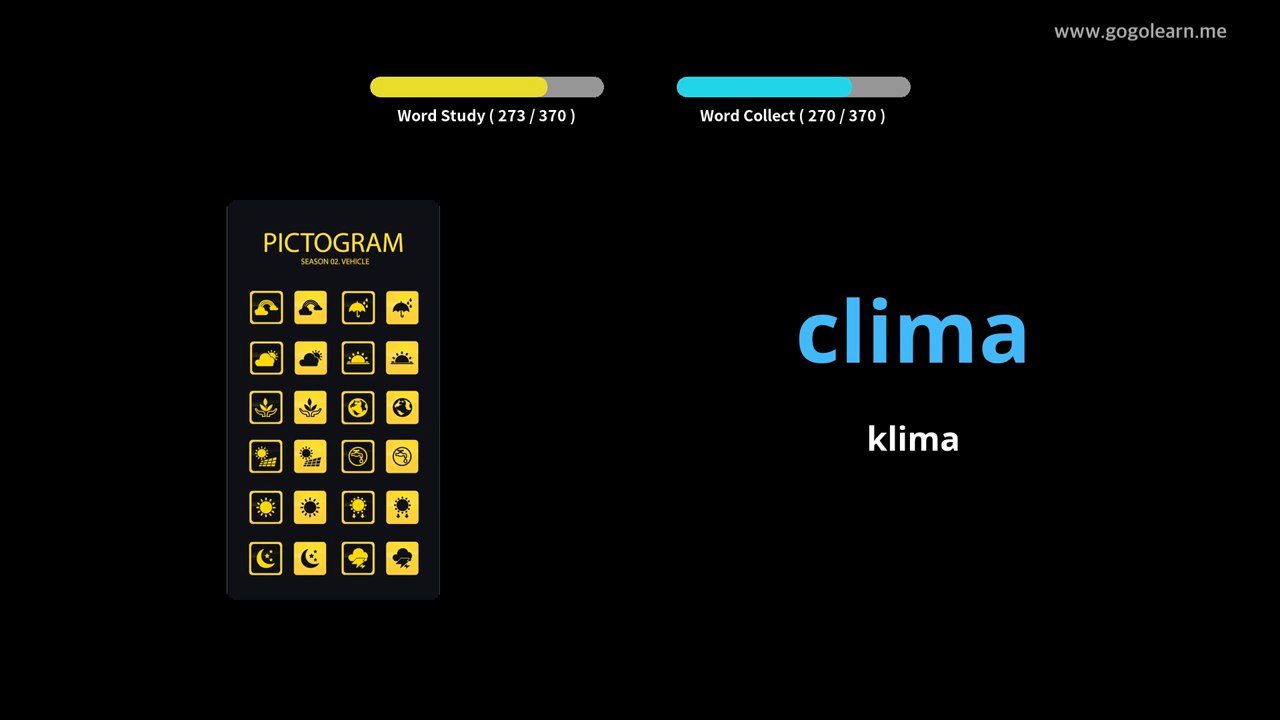 www.gogolearn.me
Word Study ( 273 / 370 )
Word Collect ( 270 / 370 )
PICTOGRAM
SEASON 02. VEHICLE
clima
klima